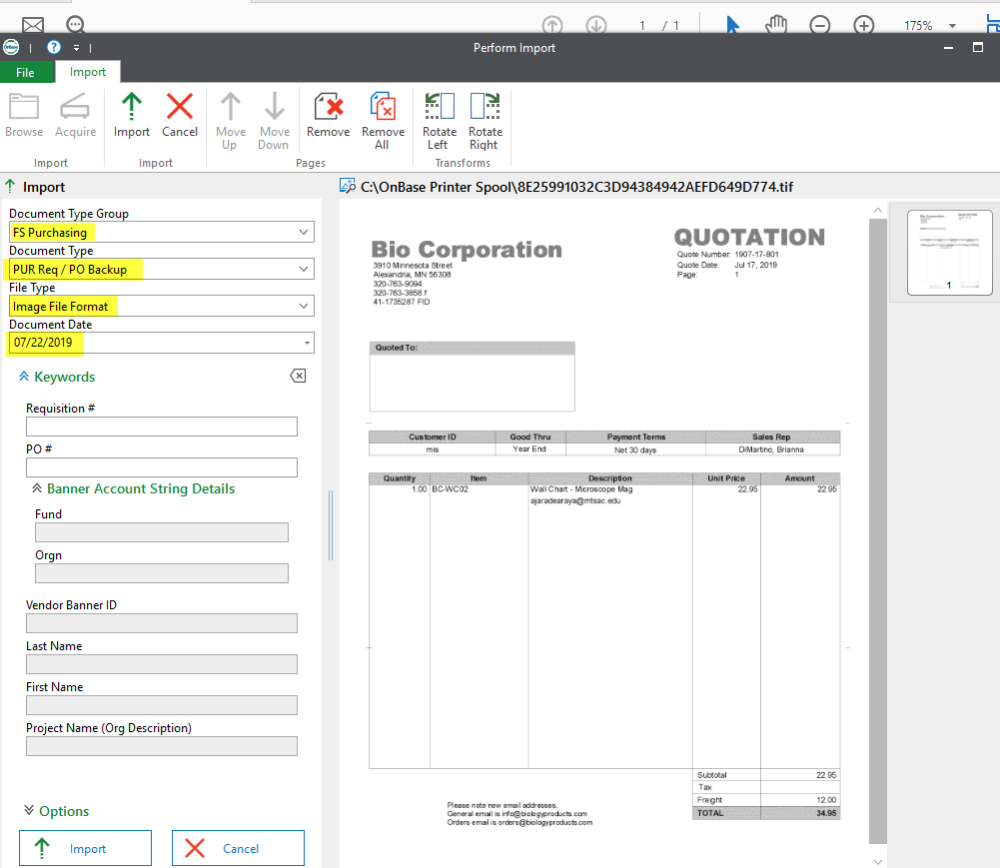 1 / 1 175%
OnBase ? Perform Import
File Import
Browse Acquire Import Cancel Move Up Move Down Remove Remove All Rotate Left Rotate Right
Import Import Pages Transforms
Import
C:\OnBase Printer Spool\8E25991032C3D94384942AEFD649D774.tif
Document Type Group
FS Purchasing
Document Type
PUR Req / PO Backup
File Type
Image File Format
Document Date
07/22/2019
Keywords
Requisition #
PO #
Banner Account String Details
Fund
Orgn
Vendor Banner ID
Last Name
First Name
Project Name (Org Description)
Options
Import Cancel
Bio Corporation
3910 Minnesota Street
Alexandria, MN 56308
320-763-9094
320-763-3858 f
41-1735287 FID
QUOTATION
Quote Number: 1907-17-801
Quote Date: Jul 17, 2019
Page: 1
Quoted To:
Customer ID Good Thru Payment Terms Sales Rep
mis Year End Net 30 days DiMartino, Brianna
Quantity Item Description Unit Price Amount
1.00 BC-WC02 Wall Chart - Microscope Mag 22.95 22.95
ajaradearaya@mtsac.edu
Subtotal 22.95
Tax
Freight 12.00
TOTAL 34.95
Please note new email addresses.
General email is info@biologyproducts.com
Orders email is orders@biologyproducts.com
1